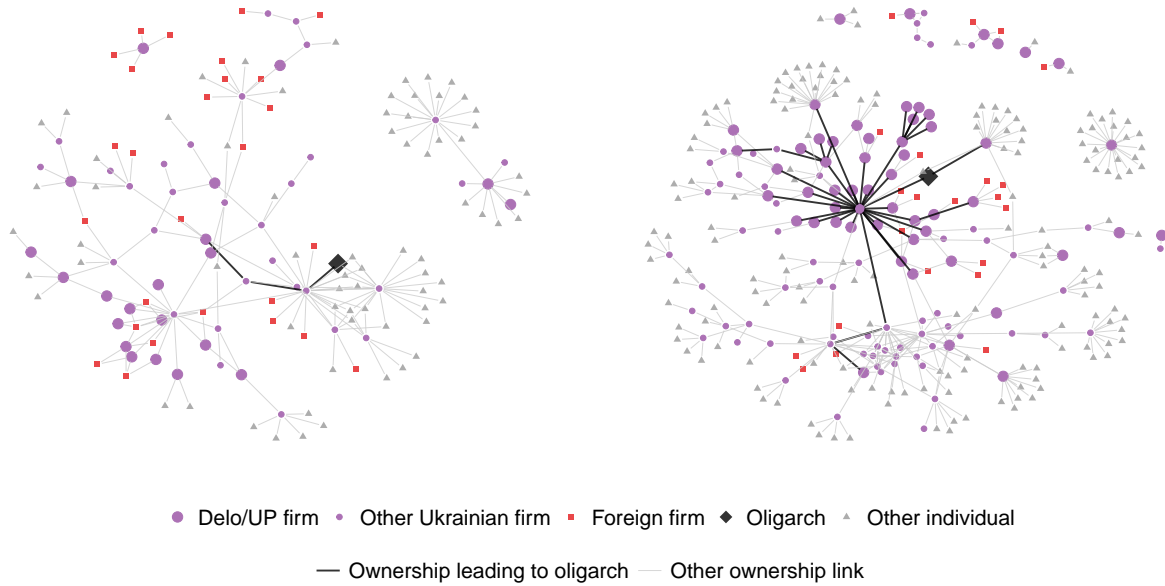 Delo/UP firm Other Ukrainian firm Foreign firm Oligarch Other individual
Ownership leading to oligarch Other ownership link